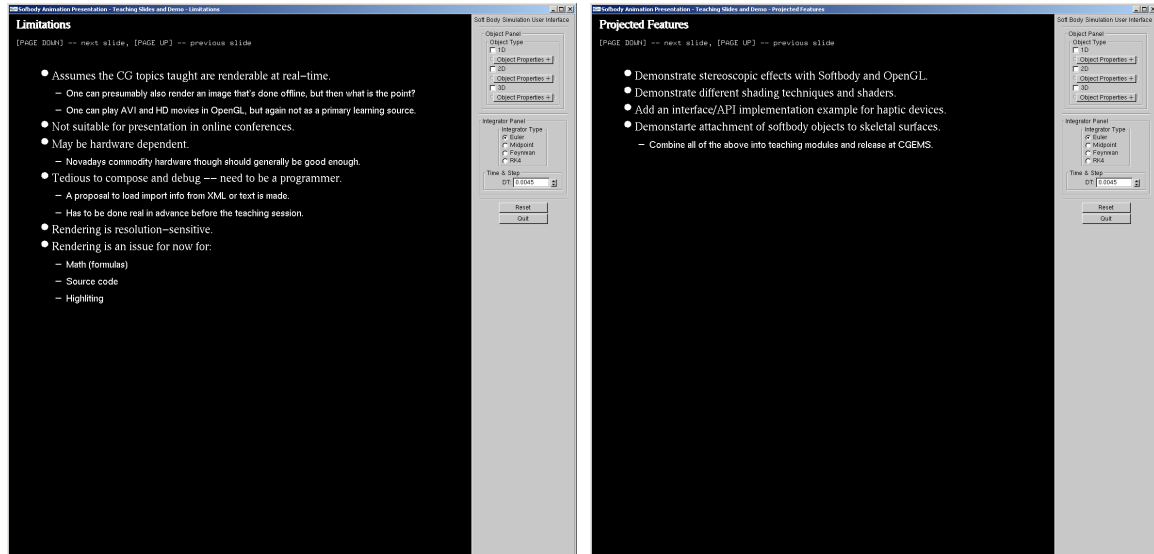 Sofbody Animation Presentation - Teaching Slides and Demo - Limitations
Limitations
[PAGE DOWN] -- next slide, [PAGE UP] -- previous slide
Assumes the CG topics taught are renderable at real-time.
– One can presumably also render an image that's done offline, but then what is the point?
– One can play AVI and HD movies in OpenGL, but again not as a primary learning source.
Not suitable for presentation in online conferences.
May be hardware dependent.
– Novadays commodity hardware though should generally be good enough.
Tedious to compose and debug -- need to be a programmer.
– A proposal to load import info from XML or text is made.
– Has to be done real in advance before the teaching session.
Rendering is resolution-sensitive.
Rendering is an issue for now for:
– Math (formulas)
– Source code
– Highliting
Soft Body Simulation User Interface
Object Panel
Object Type
1D
Object Properties +
2D
Object Properties +
3D
Object Properties +
Integrator Panel
Integrator Type
Euler
Midpoint
Feynman
RK4
Time & Step
DT: 0.0045
Reset
Quit
Sofbody Animation Presentation - Teaching Slides and Demo - Projected Features
Projected Features
[PAGE DOWN] -- next slide, [PAGE UP] -- previous slide
Demonstrate stereoscopic effects with Softbody and OpenGL.
Demonstrate different shading techniques and shaders.
Add an interface/API implementation example for haptic devices.
Demonstarte attachment of softbody objects to skeletal surfaces.
– Combine all of the above into teaching modules and release at CGEMS.
Soft Body Simulation User Interface
Object Panel
Object Type
1D
Object Properties +
2D
Object Properties +
3D
Object Properties +
Integrator Panel
Integrator Type
Euler
Midpoint
Feynman
RK4
Time & Step
DT: 0.0045
Reset
Quit